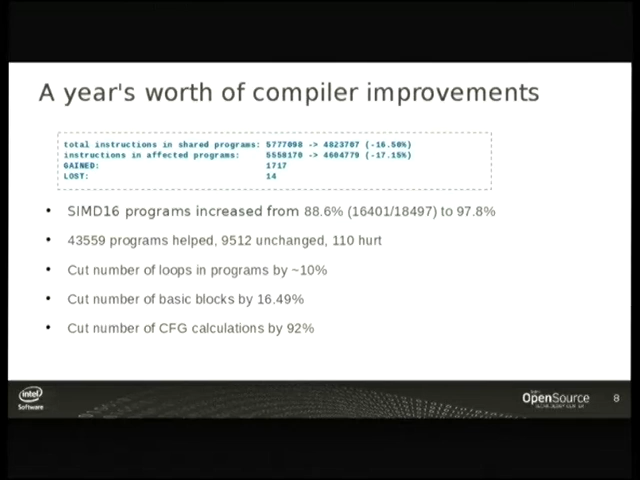 A year's worth of compiler improvements
total instructions in shared programs: 5777098 -> 4823707 (-16.50%)
instructions in affected programs: 5558170 -> 4604779 (-17.15%)
GAINED: 1717
LOST: 14
• SIMD16 programs increased from 88.6% (16401/18497) to 97.8%
• 43559 programs helped, 9512 unchanged, 110 hurt
• Cut number of loops in programs by ~10%
• Cut number of basic blocks by 16.49%
• Cut number of CFG calculations by 92%
intel
Software
OpenSource
8